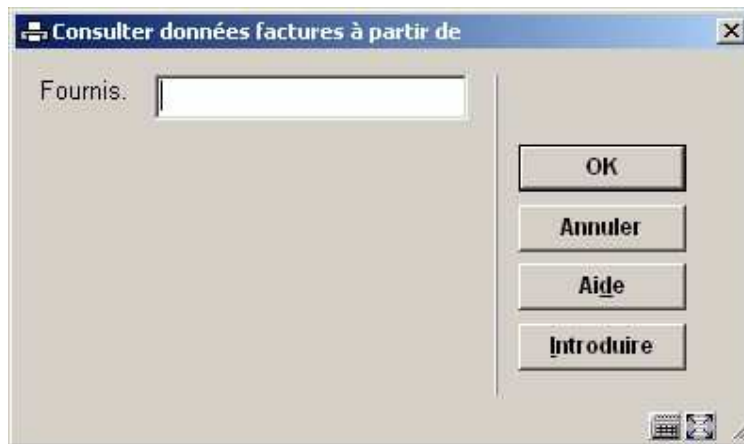 Consulter données factures à partir de
Fournis.
OK
Annuler
Aide
Introduire